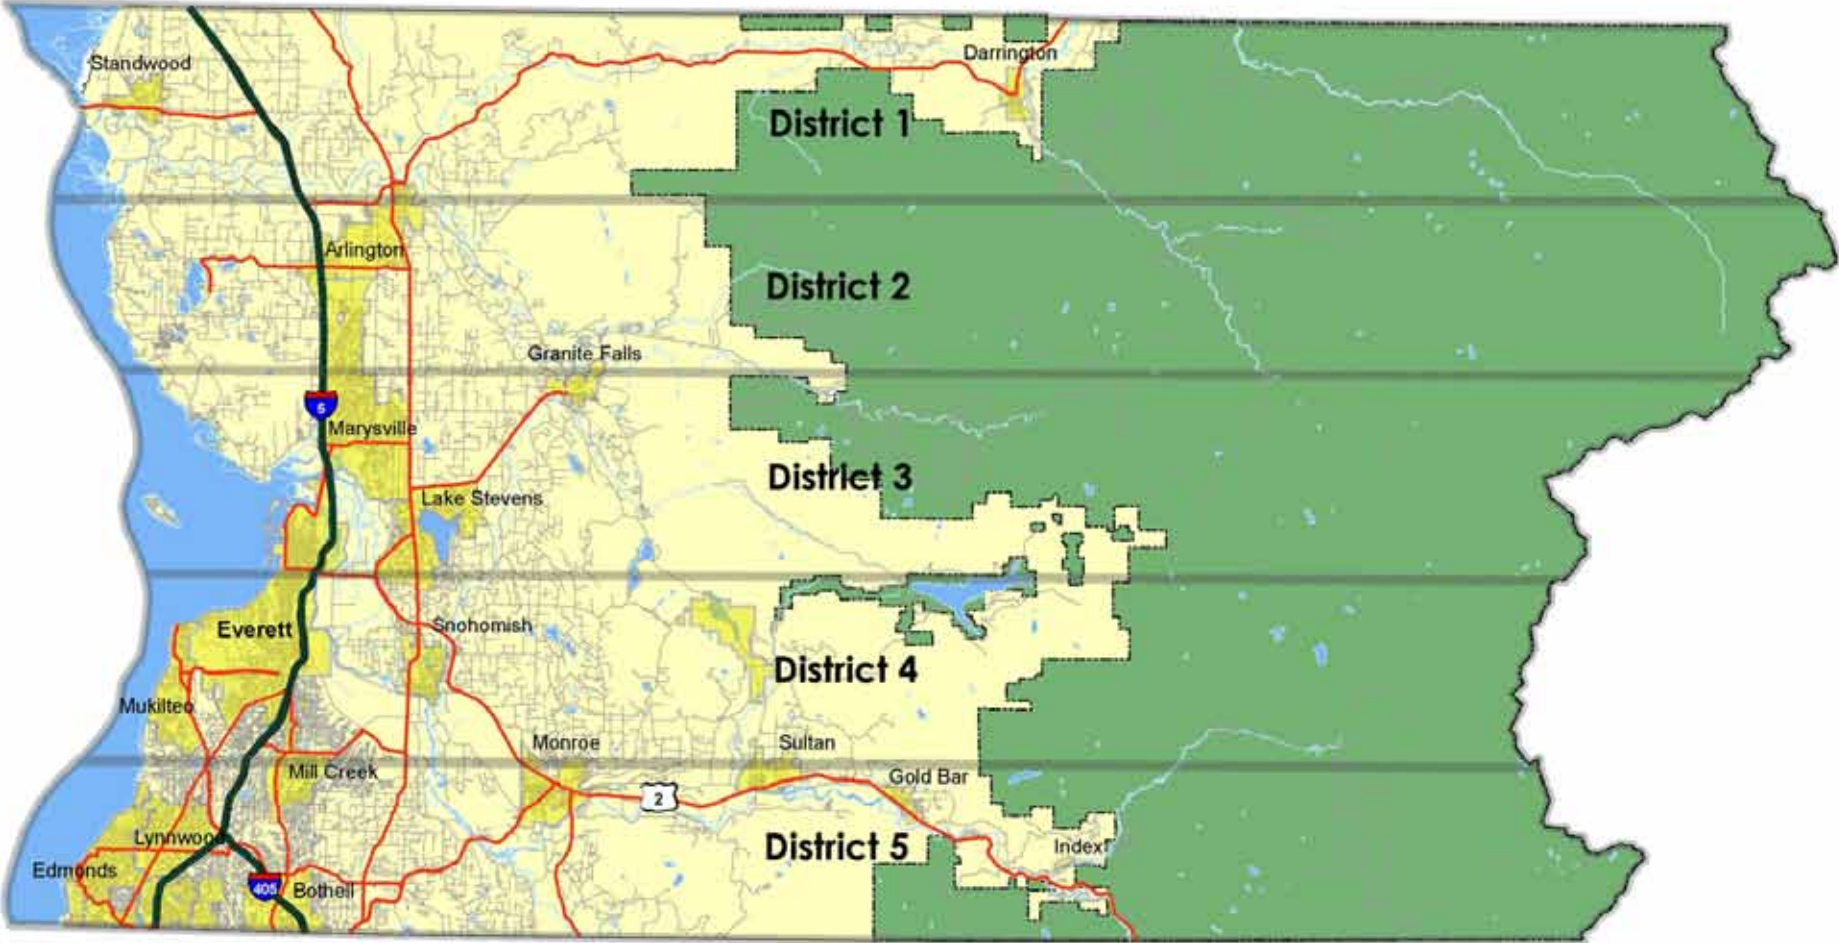 Standwood
Darrington
District 1
Arlington
District 2
Granite Falls
5
Marysville
District 3
Lake Stevens
Everett
Snohomish
District 4
Mukilteo
Monroe
Sultan
Mill Creek
Gold Bar
2
Lynnwood
District 5
Index
Edmonds
405
Bothell